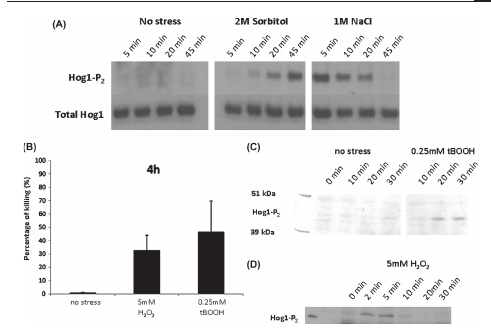 (A)
No stress 2M Sorbitol 1M NaCl
5 min 10 min 20 min 45 min 5 min 10 min 20 min 45 min 5 min 10 min 20 min 45 min
Hog1-P2
Total Hog1
(B)
4h
Percentage of killing (%)
100
90
80
70
60
50
40
30
20
10
0
no stress 5mM H2O2 0.25mM tBOOH
(C)
no stress 0.25mM tBOOH
0 min 10 min 20 min 30 min 10 min 20 min 30 min
51 kDa
Hog1-P2
39 kDa
(D)
5mM H2O2
0 min 2 min 5 min 10 min 20min 30 min
Hog1-P2